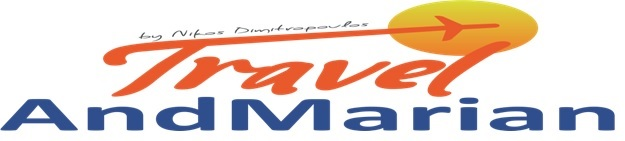 by Nikos Dimitropoulos
Travel
AndMarian